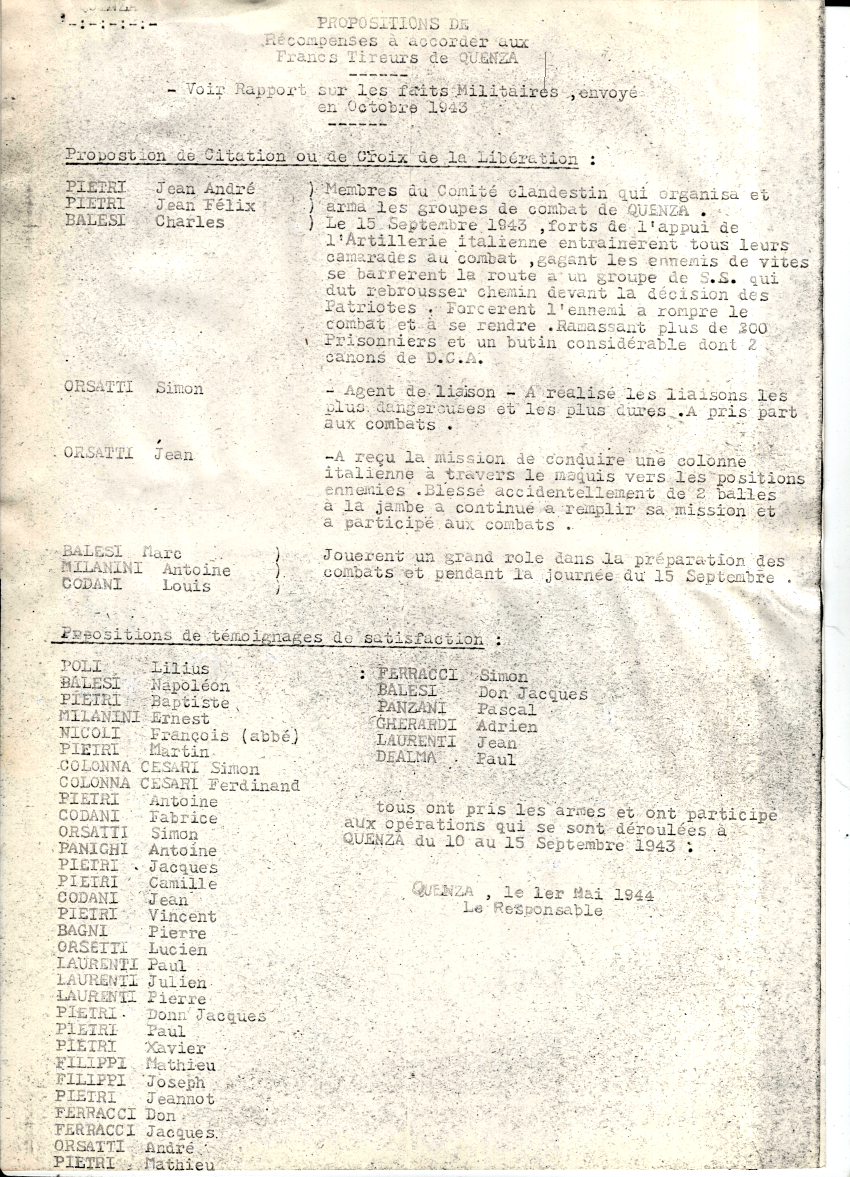 QUENZA
-:-:-:-:-
PROPOSITIONS DE
Récompenses à accorder aux
Francs Tireurs de QUENZA
------
- Voir Rapport sur les faits Militaires ,envoyé
en Octobre 1943
------
Propostion de Citation ou de Croix de la Libération :
PIETRI Jean André ) Membres du Comité clandestin qui organisa et
PIETRI Jean Félix ) arma les groupes de combat de QUENZA .
BALESI Charles ) Le 15 Septembre 1943 ,forts de l'appui de
l'Artillerie italienne entrainèrent tous leurs
camarades au combat ,gagant les ennemis de vites
se barrerent la route a un groupe de S.S. qui
dut rebrousser chemin devant la décision des
Patriotes . Forcerent l'ennemi a rompre le
combat et à se rendre .Ramassant plus de 200
Prisonniers et un butin considérable dont 2
canons de D.C.A.
ORSATTI Simon - Agent de liaison - A réalisé les liaisons les
plus dangereuses et les plus dures .A pris part
aux combats .
ORSATTI Jean -A reçu la mission de conduire une colonne
italienne à travers le maquis vers les positions
ennemies .Blessé accidentellement de 2 balles
à la jambe a continue a remplir sa mission et
a participé aux combats .
BALESI Marc ) Jouerent un grand role dans la préparation des
MILANINI Antoine ) combats et pendant la journée du 15 Septembre .
CODANI Louis )
Propositions de témoignages de satisfaction :
POLI Lilius
BALESI Napoléon
PIETRI Baptiste
MILANINI Ernest
NICOLI François (abbé)
PIETRI Martin
COLONNA CESARI Simon
COLONNA CESARI Ferdinand
PIETRI Antoine
CODANI Fabrice
ORSATTI Simon
PANIGHI Antoine
PIETRI Jacques
PIETRI Camille
CODANI Jean
PIETRI Vincent
BAGNI Pierre
ORSETTI Lucien
LAURENTI Paul
LAURENTI Julien
LAURENTI Pierre
PIETRI Donn Jacques
PIETRI Paul
PIETRI Xavier
FILIPPI Mathieu
FILIPPI Joseph
PIETRI Jeannot
FERRACCI Don
FERRACCI Jacques
ORSATTI André
PIETRI Mathieu
: FERRACCI Simon
BALESI Don Jacques
PANZANI Pascal
GHERARDI Adrien
LAURENTI Jean
DEALMA Paul
tous ont pris les armes et ont participé
aux opérations qui se sont déroulées à
QUENZA du 10 au 15 Septembre 1943 :
QUENZA , le 1er Mai 1944
Le Responsable